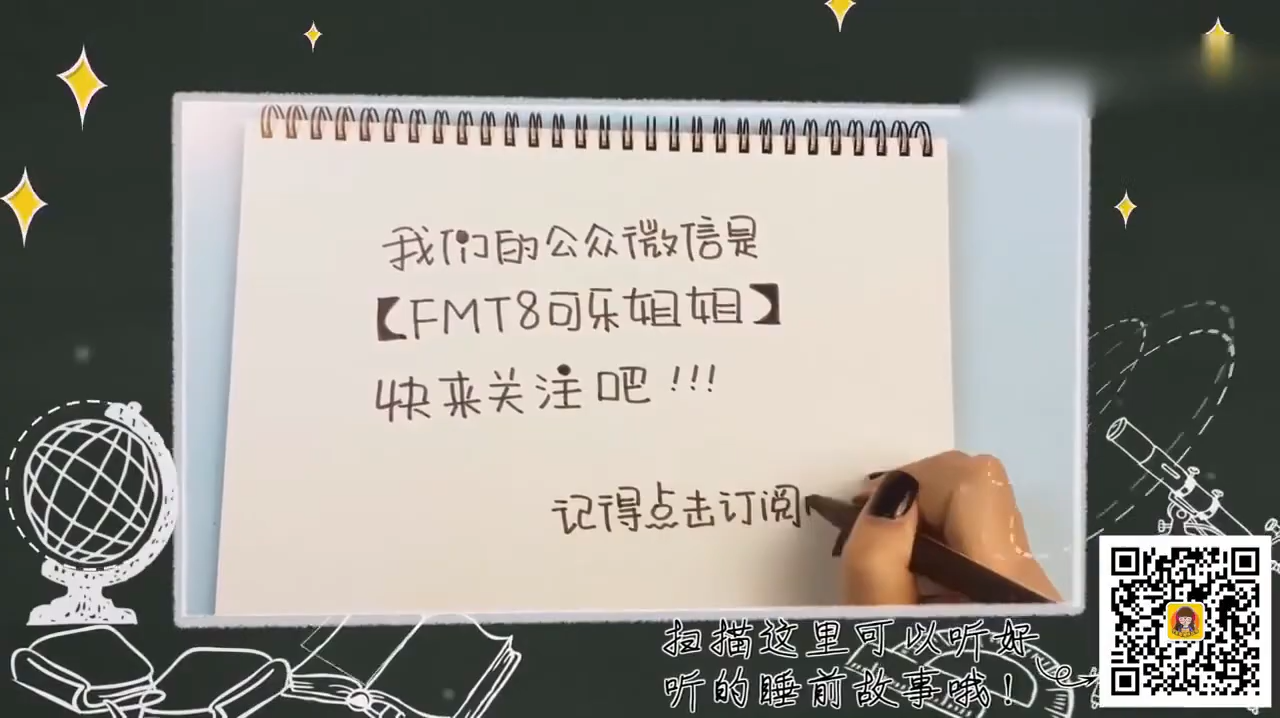 我们的公众微信是
【FMT8可乐姐姐】
快来关注吧!!!
记得点击订阅
扫描这里可以听好
听的睡前故事哦!